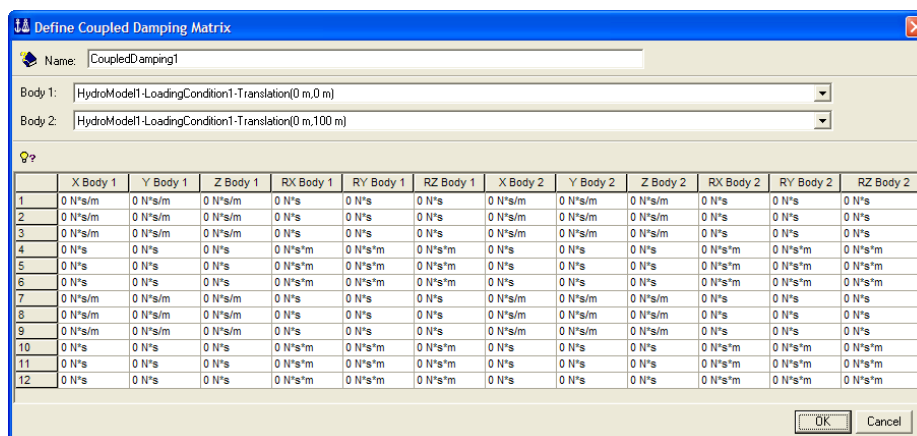 Define Coupled Damping Matrix
Name: CoupledDamping1
Body 1: HydroModel1-LoadingCondition1-Translation(0 m,0 m)
Body 2: HydroModel1-LoadingCondition1-Translation(0 m,100 m)
X Body 1 Y Body 1 Z Body 1 RX Body 1 RY Body 1 RZ Body 1 X Body 2 Y Body 2 Z Body 2 RX Body 2 RY Body 2 RZ Body 2
1 0 N*s/m 0 N*s/m 0 N*s/m 0 N*s 0 N*s 0 N*s 0 N*s/m 0 N*s/m 0 N*s/m 0 N*s 0 N*s 0 N*s
2 0 N*s/m 0 N*s/m 0 N*s/m 0 N*s 0 N*s 0 N*s 0 N*s/m 0 N*s/m 0 N*s/m 0 N*s 0 N*s 0 N*s
3 0 N*s/m 0 N*s/m 0 N*s/m 0 N*s 0 N*s 0 N*s 0 N*s/m 0 N*s/m 0 N*s/m 0 N*s 0 N*s 0 N*s
4 0 N*s 0 N*s 0 N*s 0 N*s*m 0 N*s*m 0 N*s*m 0 N*s 0 N*s 0 N*s 0 N*s*m 0 N*s*m 0 N*s*m
5 0 N*s 0 N*s 0 N*s 0 N*s*m 0 N*s*m 0 N*s*m 0 N*s 0 N*s 0 N*s 0 N*s*m 0 N*s*m 0 N*s*m
6 0 N*s 0 N*s 0 N*s 0 N*s*m 0 N*s*m 0 N*s*m 0 N*s 0 N*s 0 N*s 0 N*s*m 0 N*s*m 0 N*s*m
7 0 N*s/m 0 N*s/m 0 N*s/m 0 N*s 0 N*s 0 N*s 0 N*s/m 0 N*s/m 0 N*s/m 0 N*s 0 N*s 0 N*s
8 0 N*s/m 0 N*s/m 0 N*s/m 0 N*s 0 N*s 0 N*s 0 N*s/m 0 N*s/m 0 N*s/m 0 N*s 0 N*s 0 N*s
9 0 N*s/m 0 N*s/m 0 N*s/m 0 N*s 0 N*s 0 N*s 0 N*s/m 0 N*s/m 0 N*s/m 0 N*s 0 N*s 0 N*s
10 0 N*s 0 N*s 0 N*s 0 N*s*m 0 N*s*m 0 N*s*m 0 N*s 0 N*s 0 N*s 0 N*s*m 0 N*s*m 0 N*s*m
11 0 N*s 0 N*s 0 N*s 0 N*s*m 0 N*s*m 0 N*s*m 0 N*s 0 N*s 0 N*s 0 N*s*m 0 N*s*m 0 N*s*m
12 0 N*s 0 N*s 0 N*s 0 N*s*m 0 N*s*m 0 N*s*m 0 N*s 0 N*s 0 N*s 0 N*s*m 0 N*s*m 0 N*s*m
OK Cancel